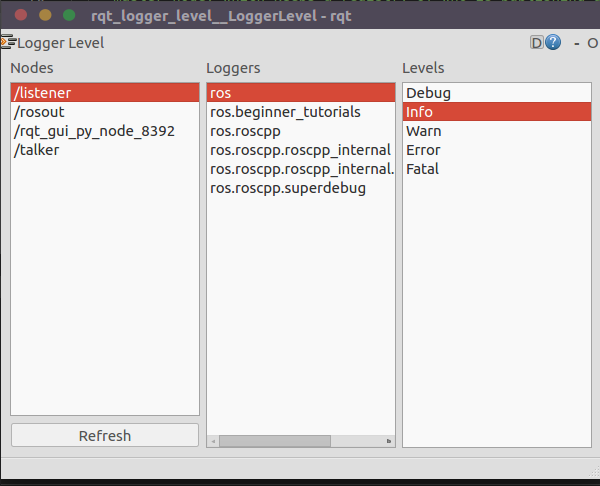 rqt_logger_level__LoggerLevel - rqt
Logger Level
D ? - O
Nodes
/listener
/rosout
/rqt_gui_py_node_8392
/talker
Refresh
Loggers
ros
ros.beginner_tutorials
ros.roscpp
ros.roscpp.roscpp_internal
ros.roscpp.roscpp_internal.
ros.roscpp.superdebug
Levels
Debug
Info
Warn
Error
Fatal